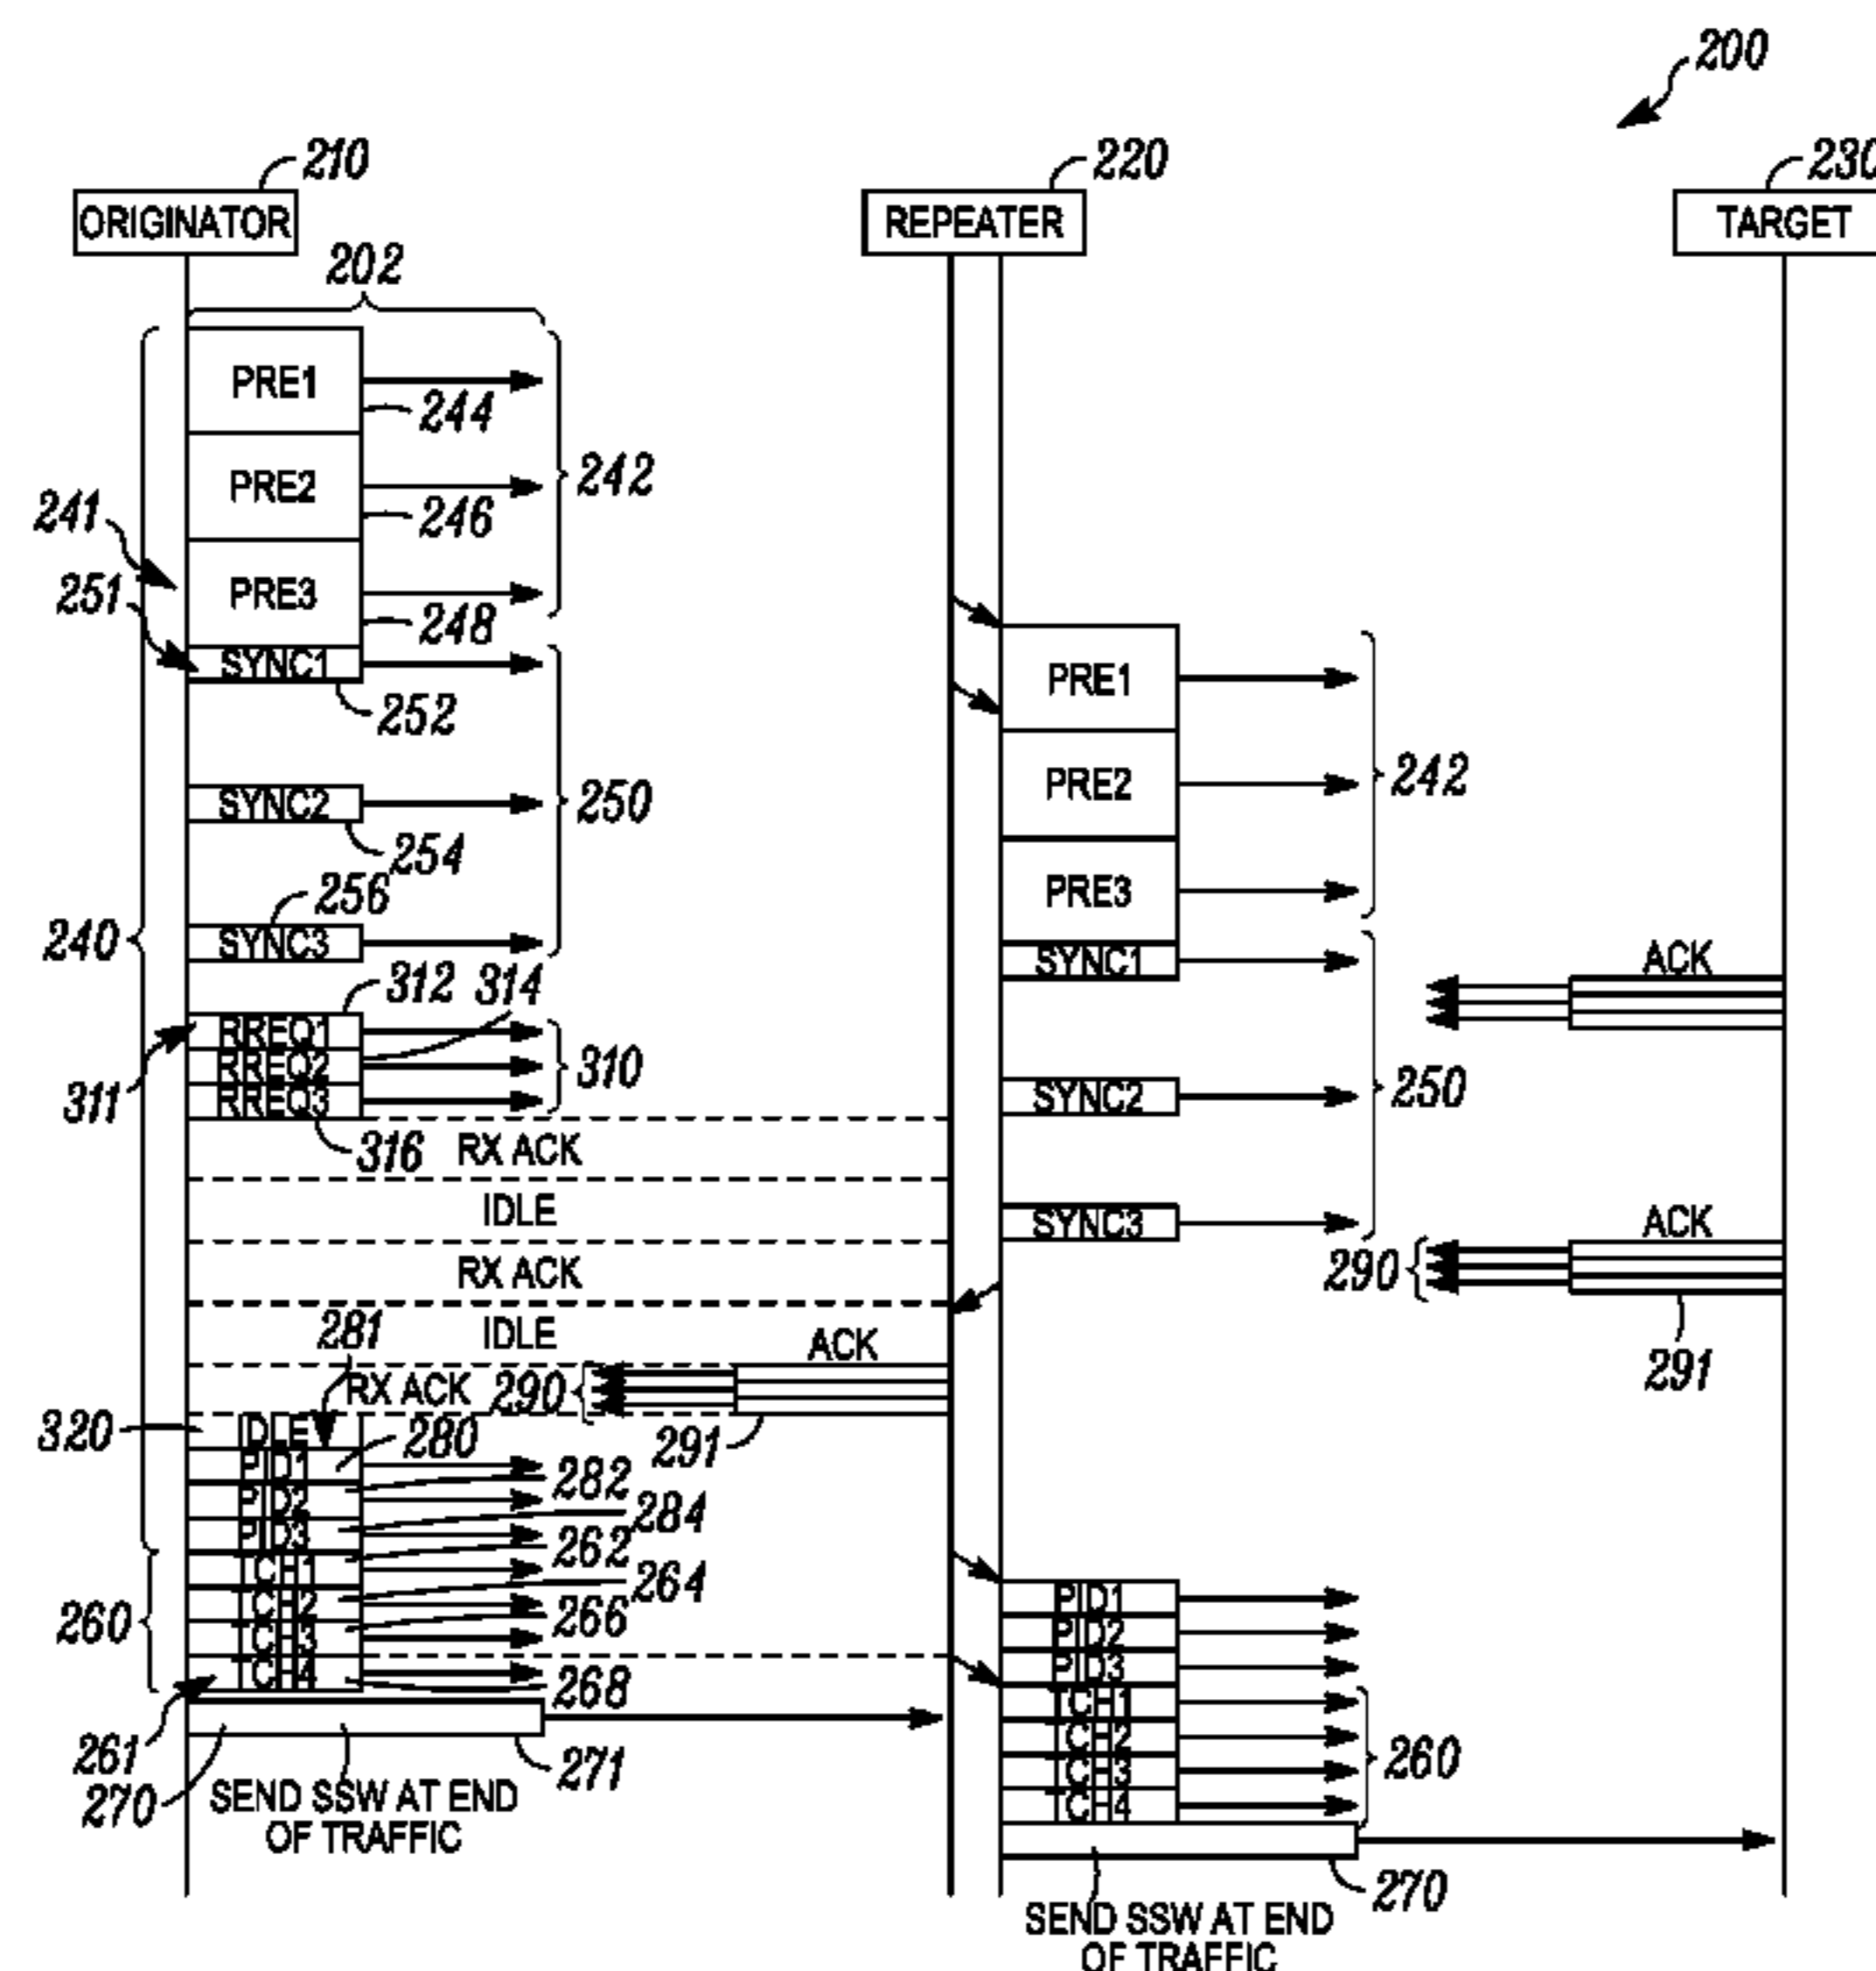 200
210
220
230
ORIGINATOR
REPEATER
TARGET
202
PRE1
244
PRE2
246
242
241
PRE3
248
251
SYNC1
252
PRE1
SYNC2
254
250
PRE2
242
256
SYNC3
240
PRE3
SYNC1
ACK
312
314
RREQ1
RREQ2
RREQ3
310
311
316
SYNC2
250
RX ACK
IDLE
SYNC3
ACK
RX ACK
290
281
IDLE
ACK
291
RX ACK
290
320
IDLE
280
291
PID1
282
PID2
284
PID3
262
TCH1
264
TCH2
266
TCH3
260
TCH4
268
PID1
PID2
PID3
261
270
271
TCH1
TCH2
TCH3
TCH4
260
SEND SSW AT END
OF TRAFFIC
270
SEND SSW AT END
OF TRAFFIC